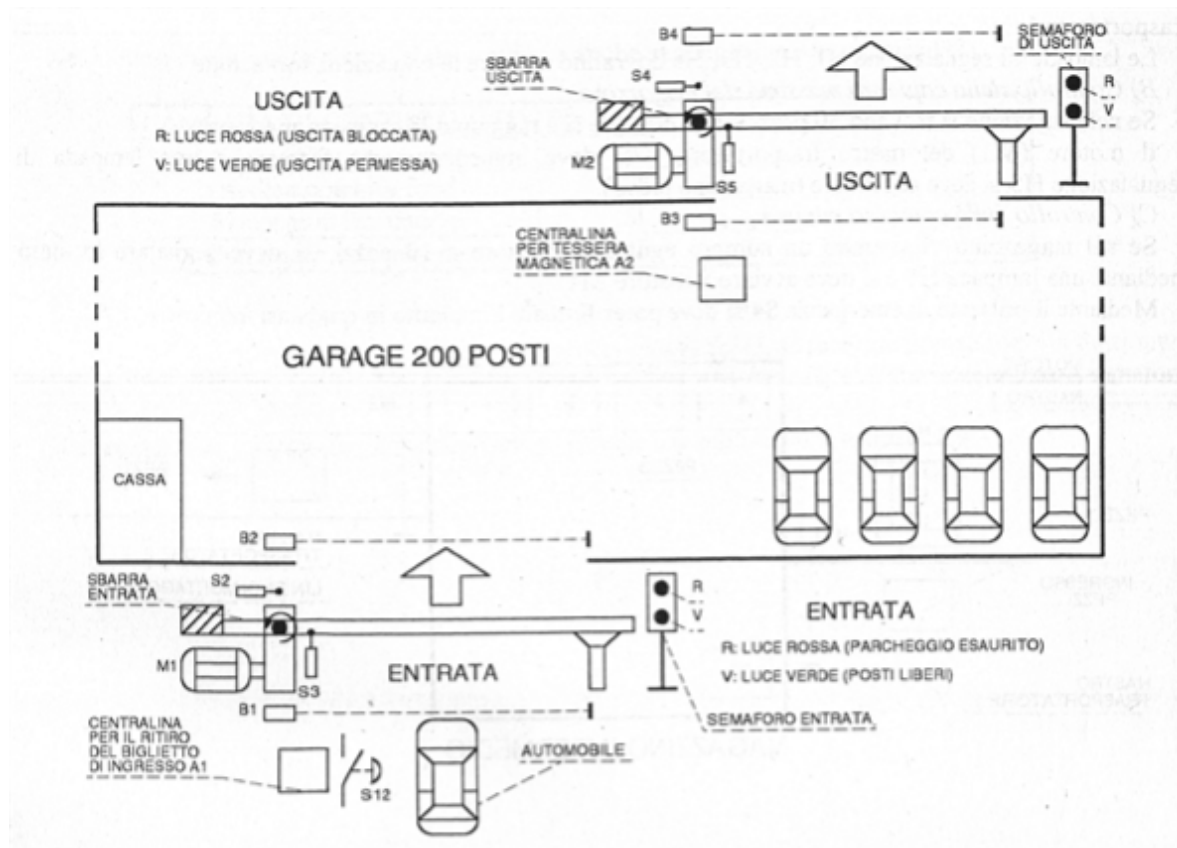 B4
SEMAFORO
DI USCITA
SBARRA
USCITA
S4
R
V
USCITA
R: LUCE ROSSA (USCITA BLOCCATA)
V: LUCE VERDE (USCITA PERMESSA)
M2
S5
USCITA
B3
CENTRALINA
PER TESSERA
MAGNETICA A2
GARAGE 200 POSTI
CASSA
B2
SBARRA
ENTRATA
S2
R
V
ENTRATA
R: LUCE ROSSA (PARCHEGGIO ESAURITO)
V: LUCE VERDE (POSTI LIBERI)
M1
ENTRATA
S3
B1
SEMAFORO ENTRATA
CENTRALINA
PER IL RITIRO
DEL BIGLIETTO
DI INGRESSO A1
S12
AUTOMOBILE